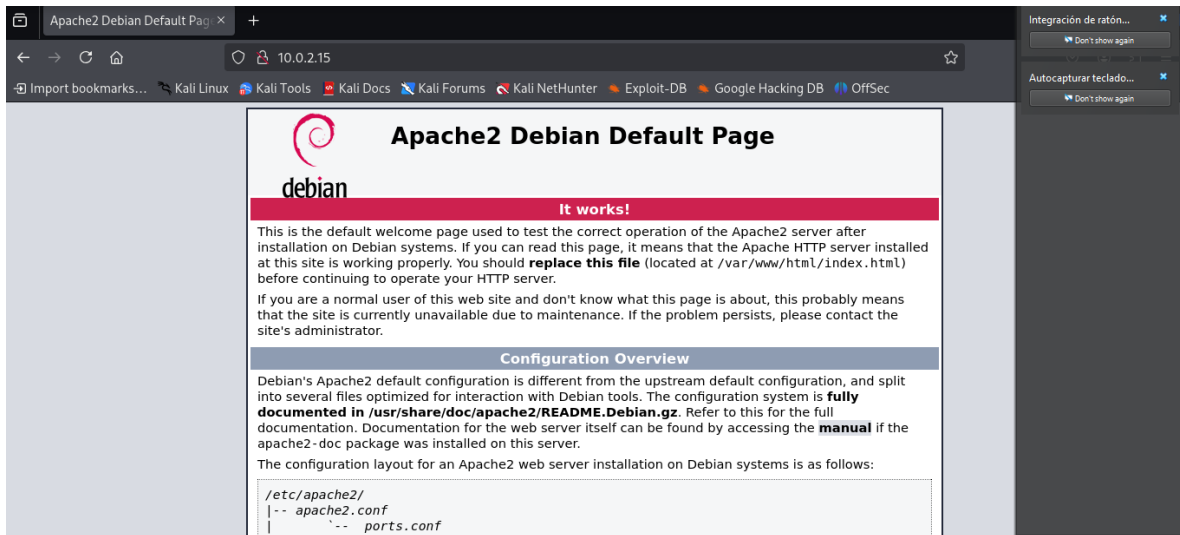 Apache2 Debian Default Pag
10.0.2.15
Import bookmarks...
Kali Linux
Kali Tools
Kali Docs
Kali Forums
Kali NetHunter
Exploit-DB
Google Hacking DB
OffSec
Integración de ratón...
Don't show again
Autocapturar teclado...
Don't show again
debian
Apache2 Debian Default Page
It works!
This is the default welcome page used to test the correct operation of the Apache2 server after
installation on Debian systems. If you can read this page, it means that the Apache HTTP server installed
at this site is working properly. You should replace this file (located at /var/www/html/index.html)
before continuing to operate your HTTP server.
If you are a normal user of this web site and don't know what this page is about, this probably means
that the site is currently unavailable due to maintenance. If the problem persists, please contact the
site's administrator.
Configuration Overview
Debian's Apache2 default configuration is different from the upstream default configuration, and split
into several files optimized for interaction with Debian tools. The configuration system is fully
documented in /usr/share/doc/apache2/README.Debian.gz. Refer to this for the full
documentation. Documentation for the web server itself can be found by accessing the manual if the
apache2-doc package was installed on this server.
The configuration layout for an Apache2 web server installation on Debian systems is as follows:
/etc/apache2/
|-- apache2.conf
|       `--  ports.conf